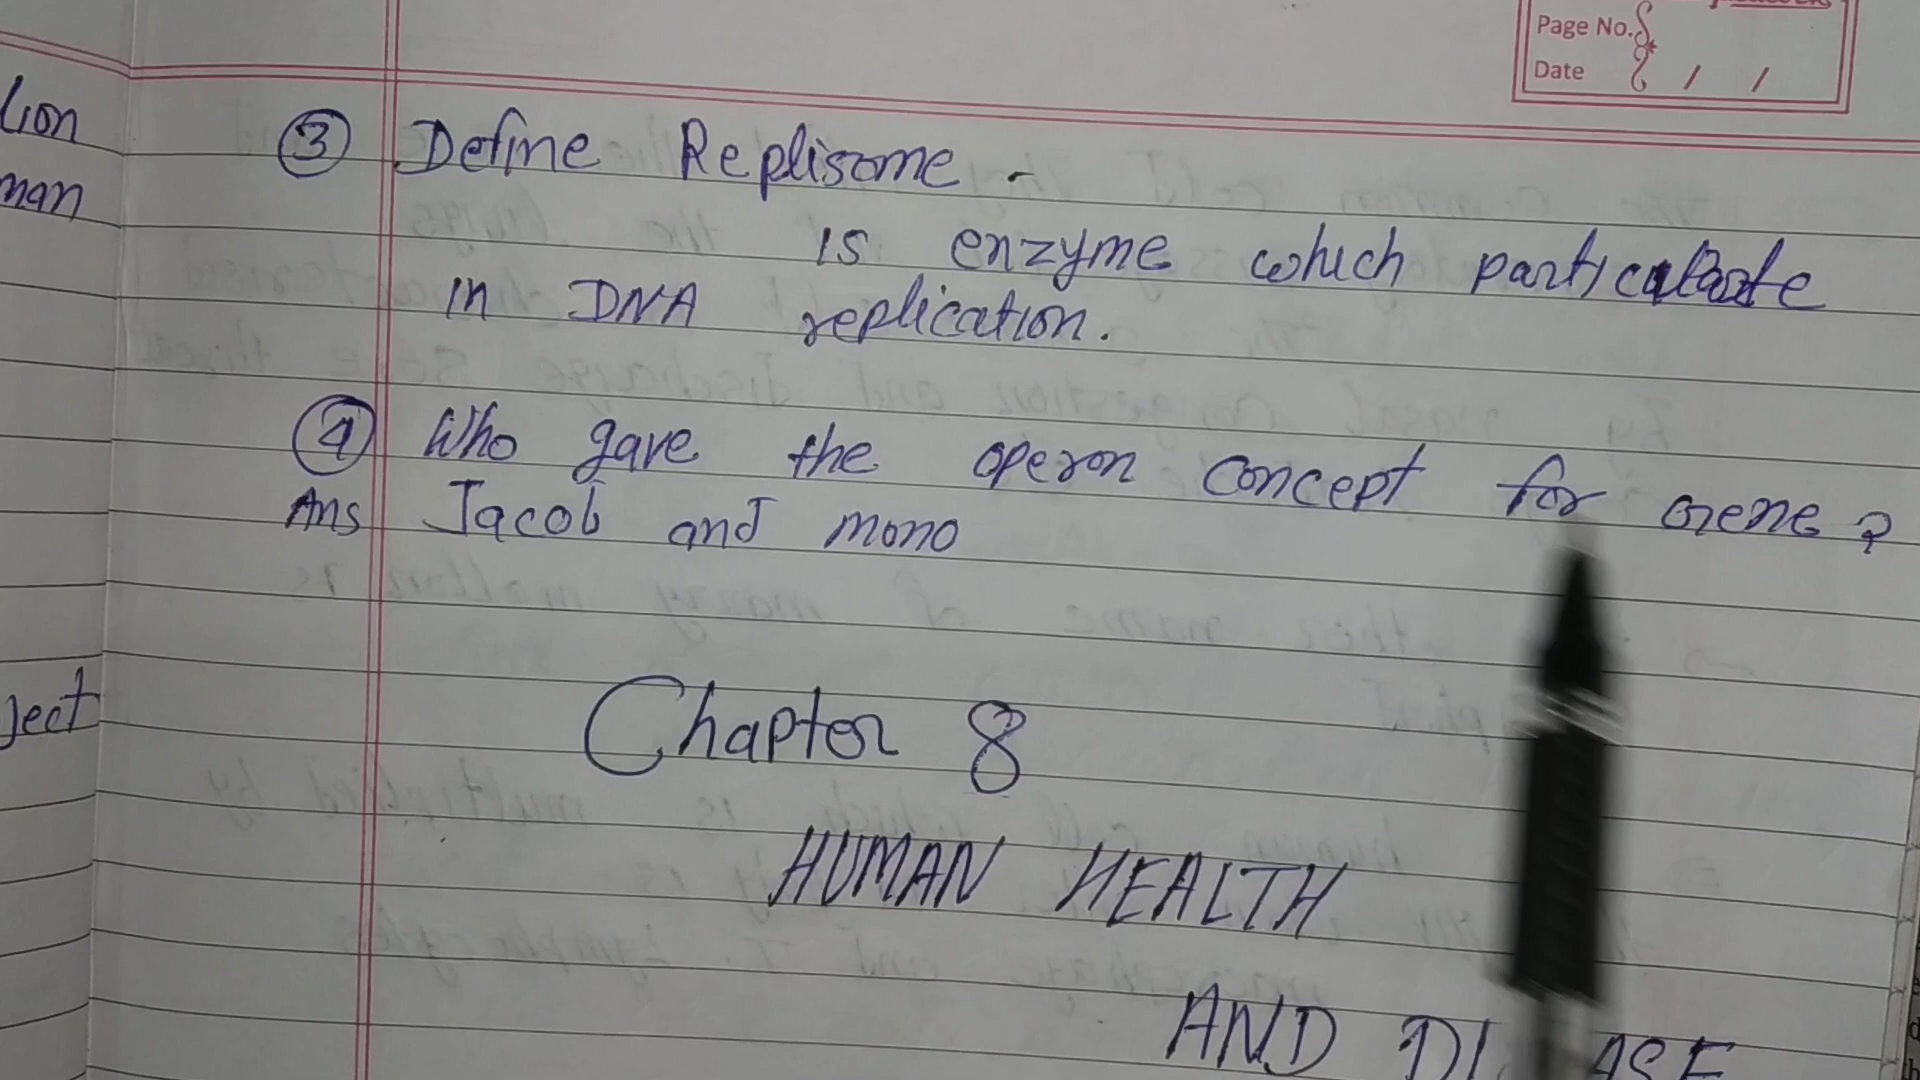 Page No.
Date / /
lion
man
③ Define Replisome -
is enzyme which
in DNA replication.
④ Who gave the operon concept for Gene?
Ans Jacob and mono
ject
Chapter 8
HUMAN HEALTH
AND